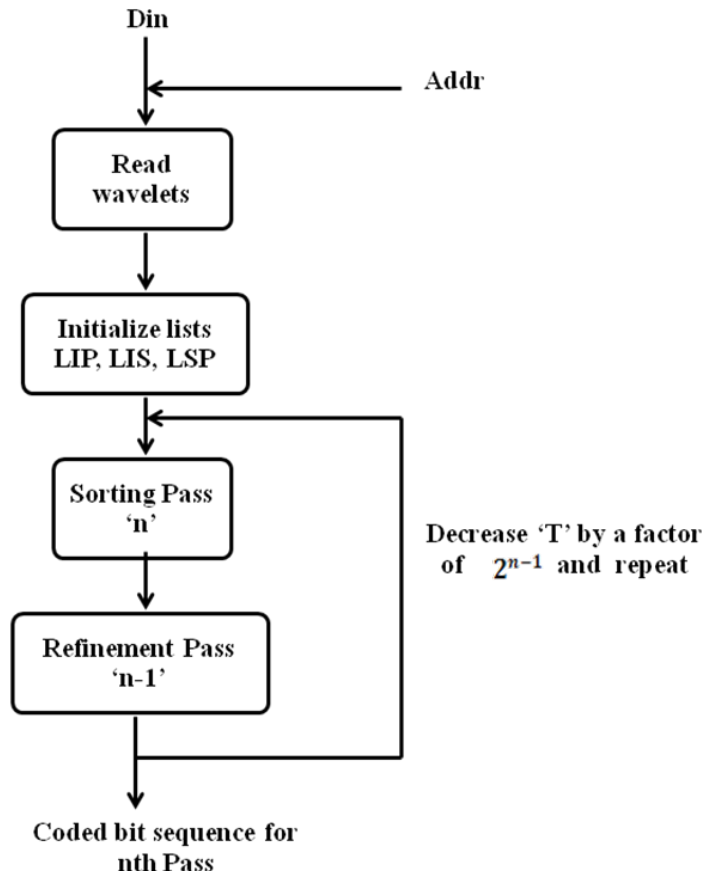 Din
Addr
Read
wavelets
Initialize lists
LIP, LIS, LSP
Sorting Pass
‘n’
Decrease ‘T’ by a factor
of 2ⁿ⁻¹ and repeat
Refinement Pass
‘n-1’
Coded bit sequence for
nth Pass